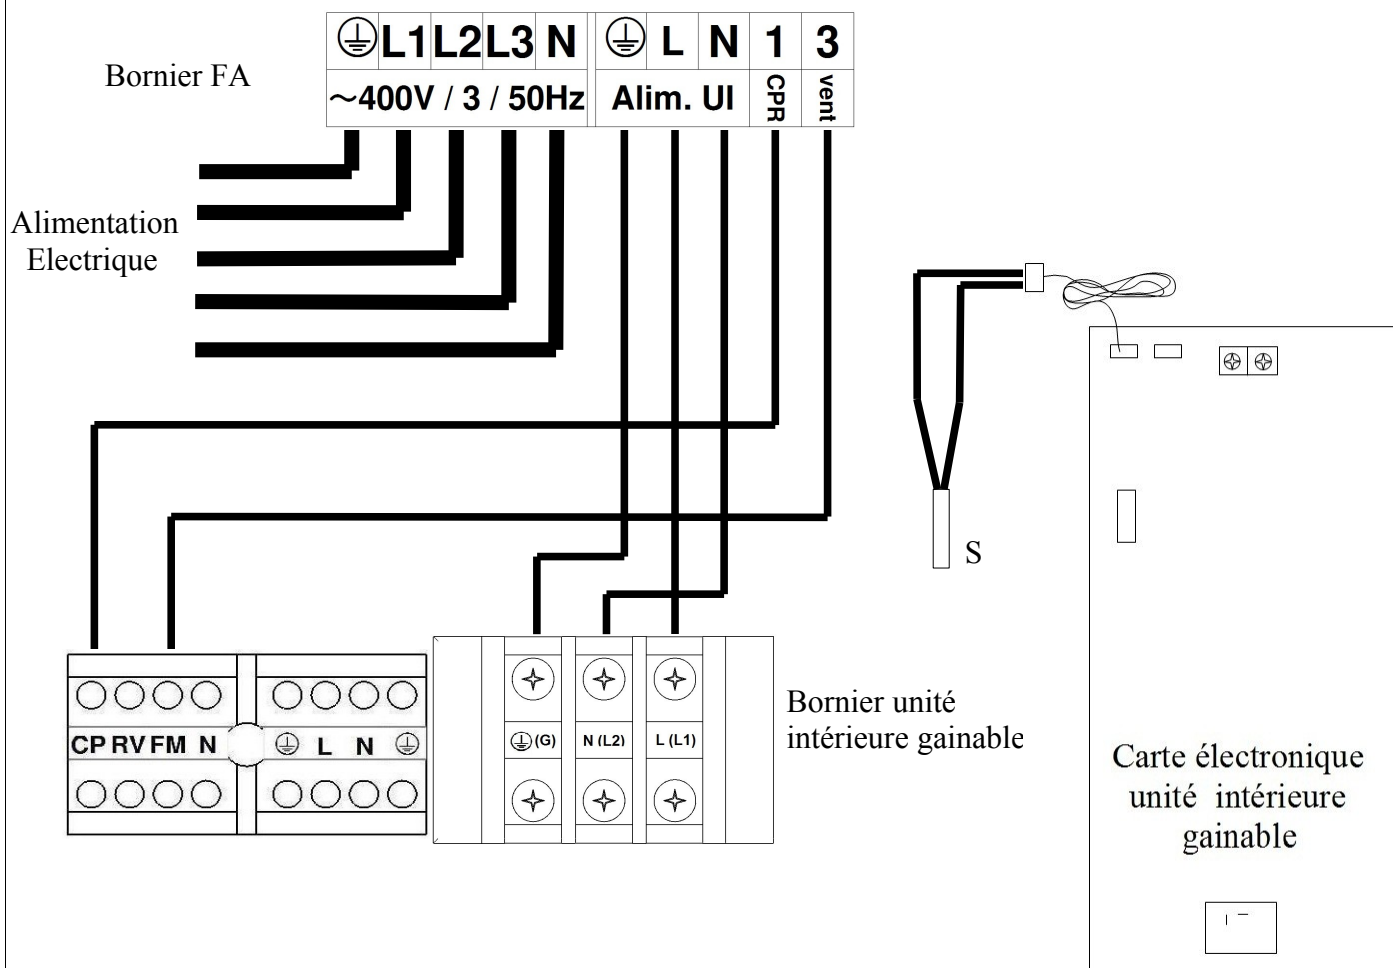 Bornier FA
L1 L2 L3 N L N 1 3
~400V / 3 / 50Hz Alim. UI CPR vent
Alimentation
Electrique
S
Bornier unité
intérieure gainable
CP RV FM N L N
(G) N (L2) L (L1)
Carte électronique
unité intérieure
gainable